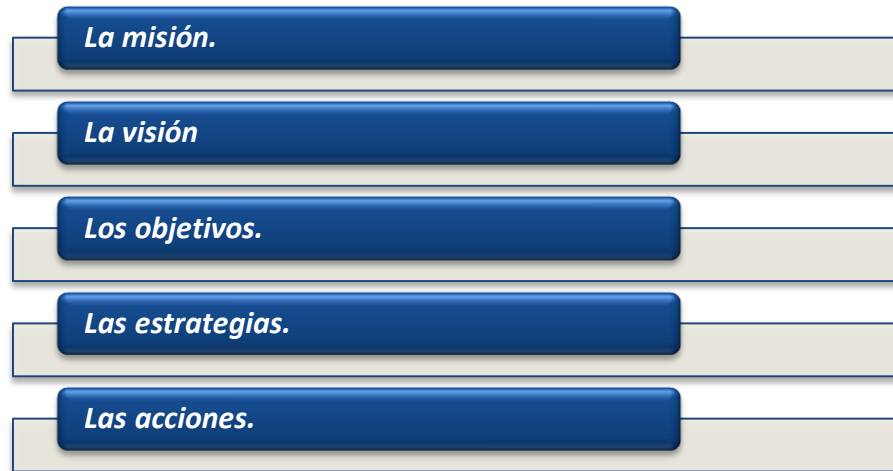 La misión.
La visión
Los objetivos.
Las estrategias.
Las acciones.